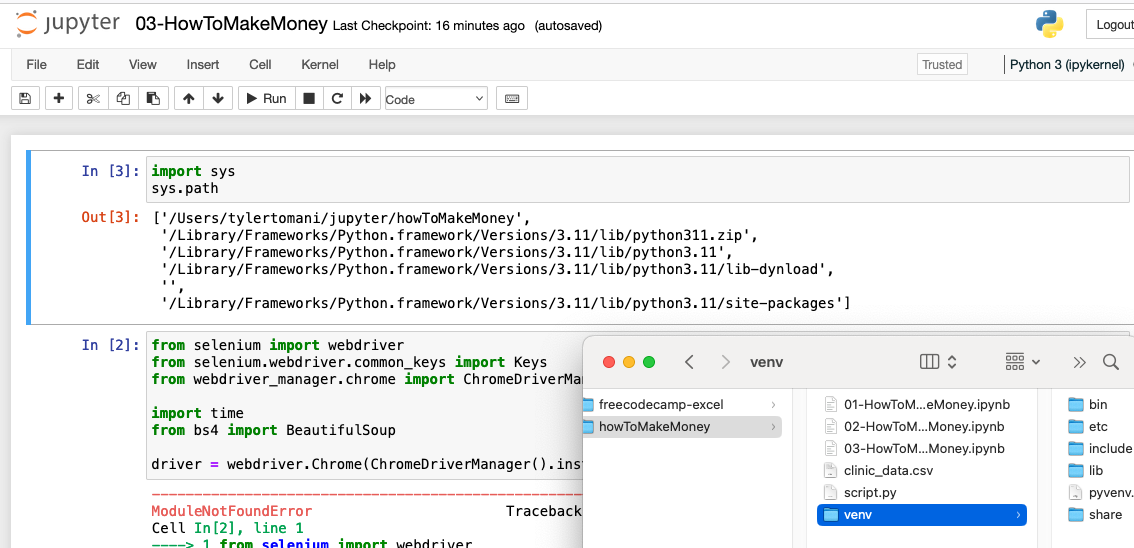 jupyter 03-HowToMakeMoney Last Checkpoint: 16 minutes ago (autosaved) Logout
File Edit View Insert Cell Kernel Help Trusted Python 3 (ipykernel)
Run Code
In [3]: import sys
sys.path
Out[3]: ['/Users/tylertomani/jupyter/howToMakeMoney',
'/Library/Frameworks/Python.framework/Versions/3.11/lib/python311.zip',
'/Library/Frameworks/Python.framework/Versions/3.11/lib/python3.11',
'/Library/Frameworks/Python.framework/Versions/3.11/lib/python3.11/lib-dynload',
'',
'/Library/Frameworks/Python.framework/Versions/3.11/lib/python3.11/site-packages']
In [2]: from selenium import webdriver
from selenium.webdriver.common_keys import Keys
from webdriver_manager.chrome import ChromeDriverMa
import time
from bs4 import BeautifulSoup
driver = webdriver.Chrome(ChromeDriverManager().ins
---------------------------------------------------
ModuleNotFoundError Traceback
Cell In[2], line 1
----> 1 from selenium import webdriver
venv
freecodecamp-excel
howToMakeMoney
01-HowToM...eMoney.ipynb
02-HowToM...Money.ipynb
03-HowToM...Money.ipynb
clinic_data.csv
script.py
venv
bin
etc
include
lib
pyvenv.
share